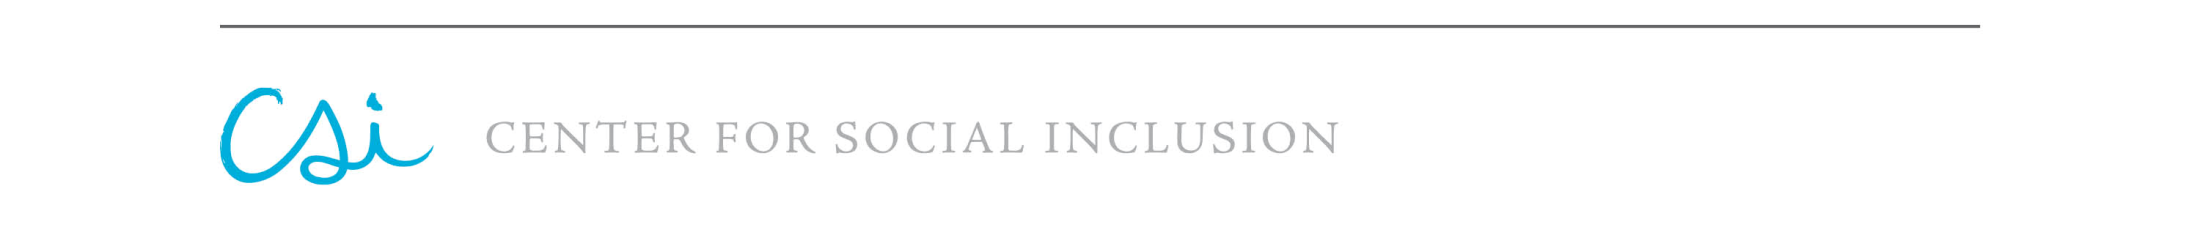 csi CENTER FOR SOCIAL INCLUSION